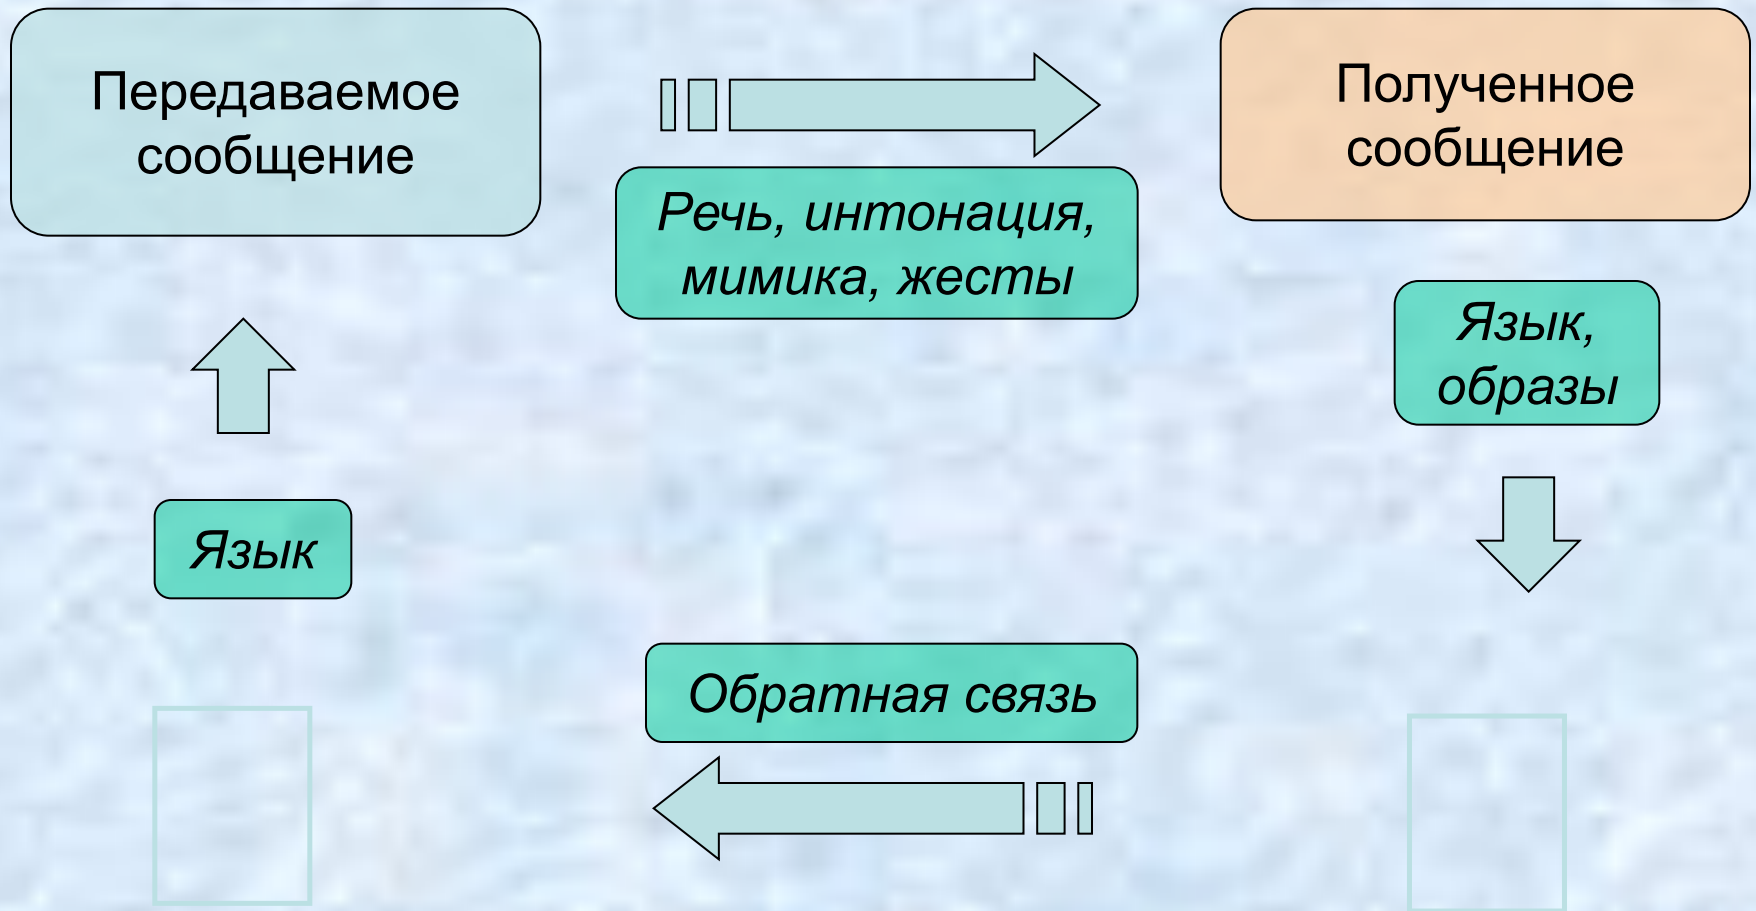 Передаваемое
сообщение
Полученное
сообщение
Речь, интонация,
мимика, жесты
Язык,
образы
Язык
Обратная связь